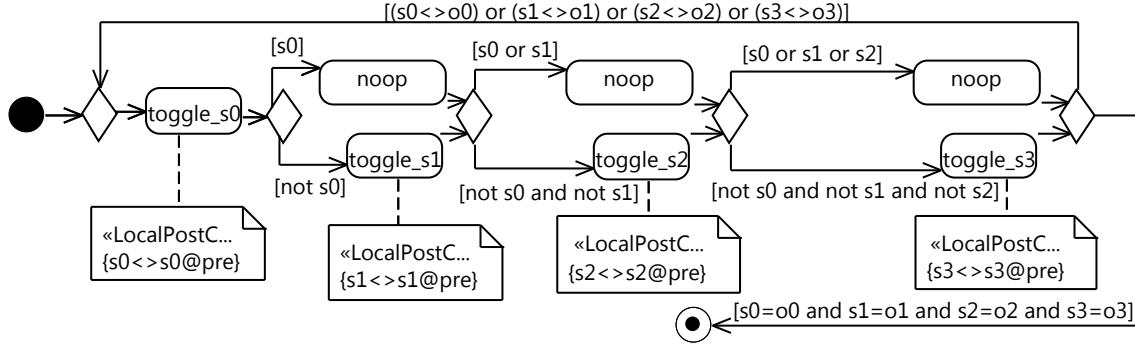 [(s0<>o0) or (s1<>o1) or (s2<>o2) or (s3<>o3)]
[s0]
[s0 or s1]
[s0 or s1 or s2]
noop
noop
noop
toggle_s0
toggle_s1
toggle_s2
toggle_s3
[not s0]
[not s0 and not s1]
[not s0 and not s1 and not s2]
«LocalPostC...
{s0<>s0@pre}
«LocalPostC...
{s1<>s1@pre}
«LocalPostC...
{s2<>s2@pre}
«LocalPostC...
{s3<>s3@pre}
[s0=o0 and s1=o1 and s2=o2 and s3=o3]